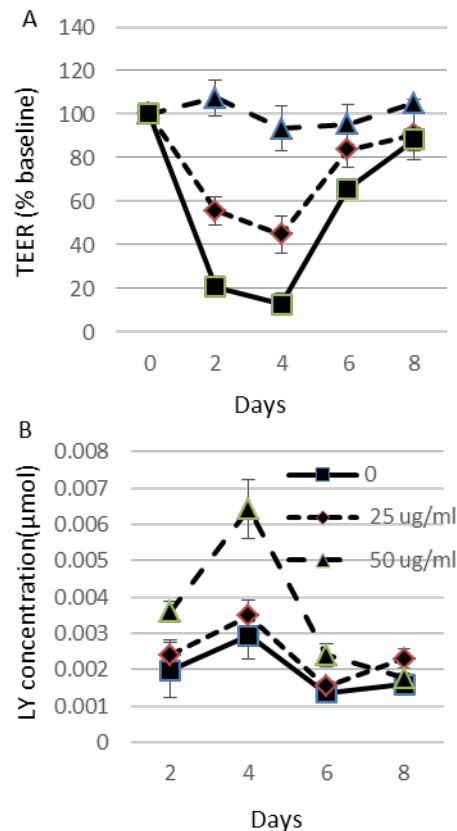 A
140
120
100
80
60
40
20
0
TEER (% baseline)
0 2 4 6 8
Days
B
0.008
0.007
0.006
0.005
0.004
0.003
0.002
0.001
0
LY concentration(µmol)
0
25 ug/ml
50 ug/ml
2 4 6 8
Days